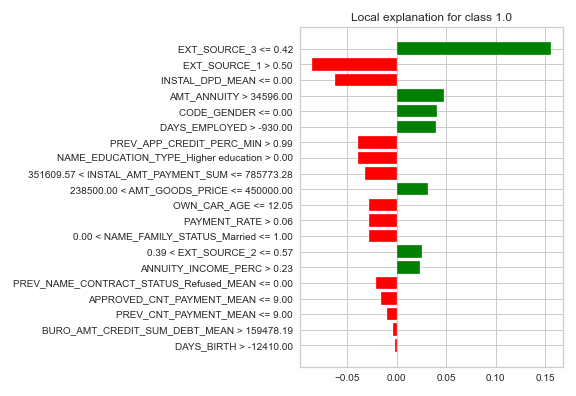 Local explanation for class 1.0
EXT_SOURCE_3 <= 0.42
EXT_SOURCE_1 > 0.50
INSTAL_DPD_MEAN <= 0.00
AMT_ANNUITY > 34596.00
CODE_GENDER <= 0.00
DAYS_EMPLOYED > -930.00
PREV_APP_CREDIT_PERC_MIN > 0.99
NAME_EDUCATION_TYPE_Higher education > 0.00
351609.57 < INSTAL_AMT_PAYMENT_SUM <= 785773.28
238500.00 < AMT_GOODS_PRICE <= 450000.00
OWN_CAR_AGE <= 12.05
PAYMENT_RATE > 0.06
0.00 < NAME_FAMILY_STATUS_Married <= 1.00
0.39 < EXT_SOURCE_2 <= 0.57
ANNUITY_INCOME_PERC > 0.23
PREV_NAME_CONTRACT_STATUS_Refused_MEAN <= 0.00
APPROVED_CNT_PAYMENT_MEAN <= 9.00
PREV_CNT_PAYMENT_MEAN <= 9.00
BURO_AMT_CREDIT_SUM_DEBT_MEAN > 159478.19
DAYS_BIRTH > -12410.00
−0.05 0.00 0.05 0.10 0.15